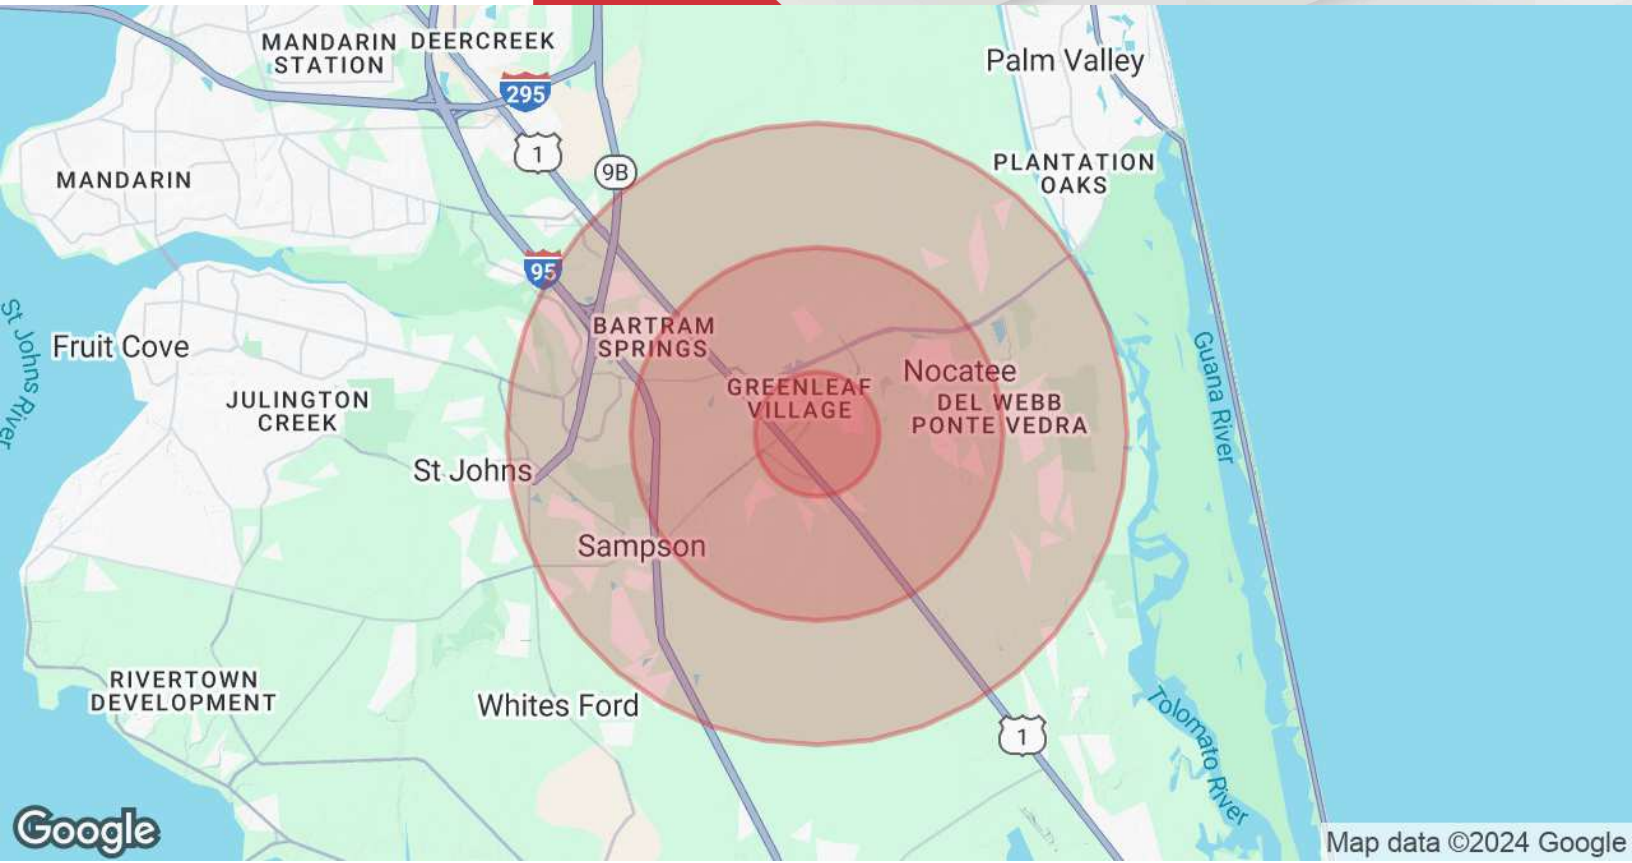 MANDARIN
STATION
DEERCREEK
Palm Valley
295
1
9B
PLANTATION
OAKS
MANDARIN
95
St Johns River
Fruit Cove
BARTRAM
SPRINGS
Guana River
JULINGTON
CREEK
GREENLEAF
VILLAGE
Nocatee
DEL WEBB
PONTE VEDRA
St Johns
Sampson
RIVERTOWN
DEVELOPMENT
Whites Ford
1
Tolomato River
Google
Map data ©2024 Google